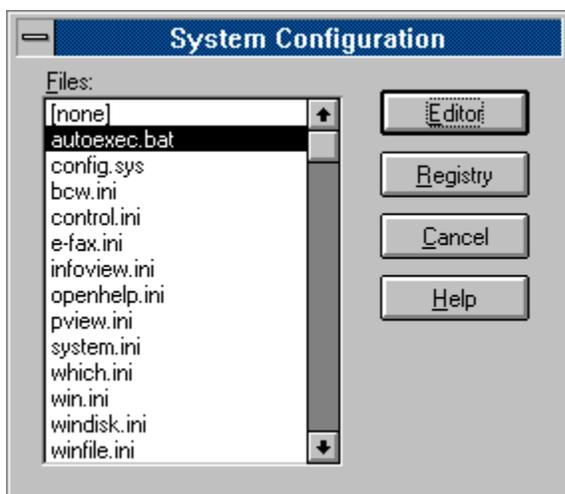 System Configuration
Files:
[none]
autoexec.bat
config.sys
bcw.ini
control.ini
e-fax.ini
infoview.ini
openhelp.ini
pview.ini
system.ini
which.ini
win.ini
windisk.ini
winfile.ini
Editor
Registry
Cancel
Help